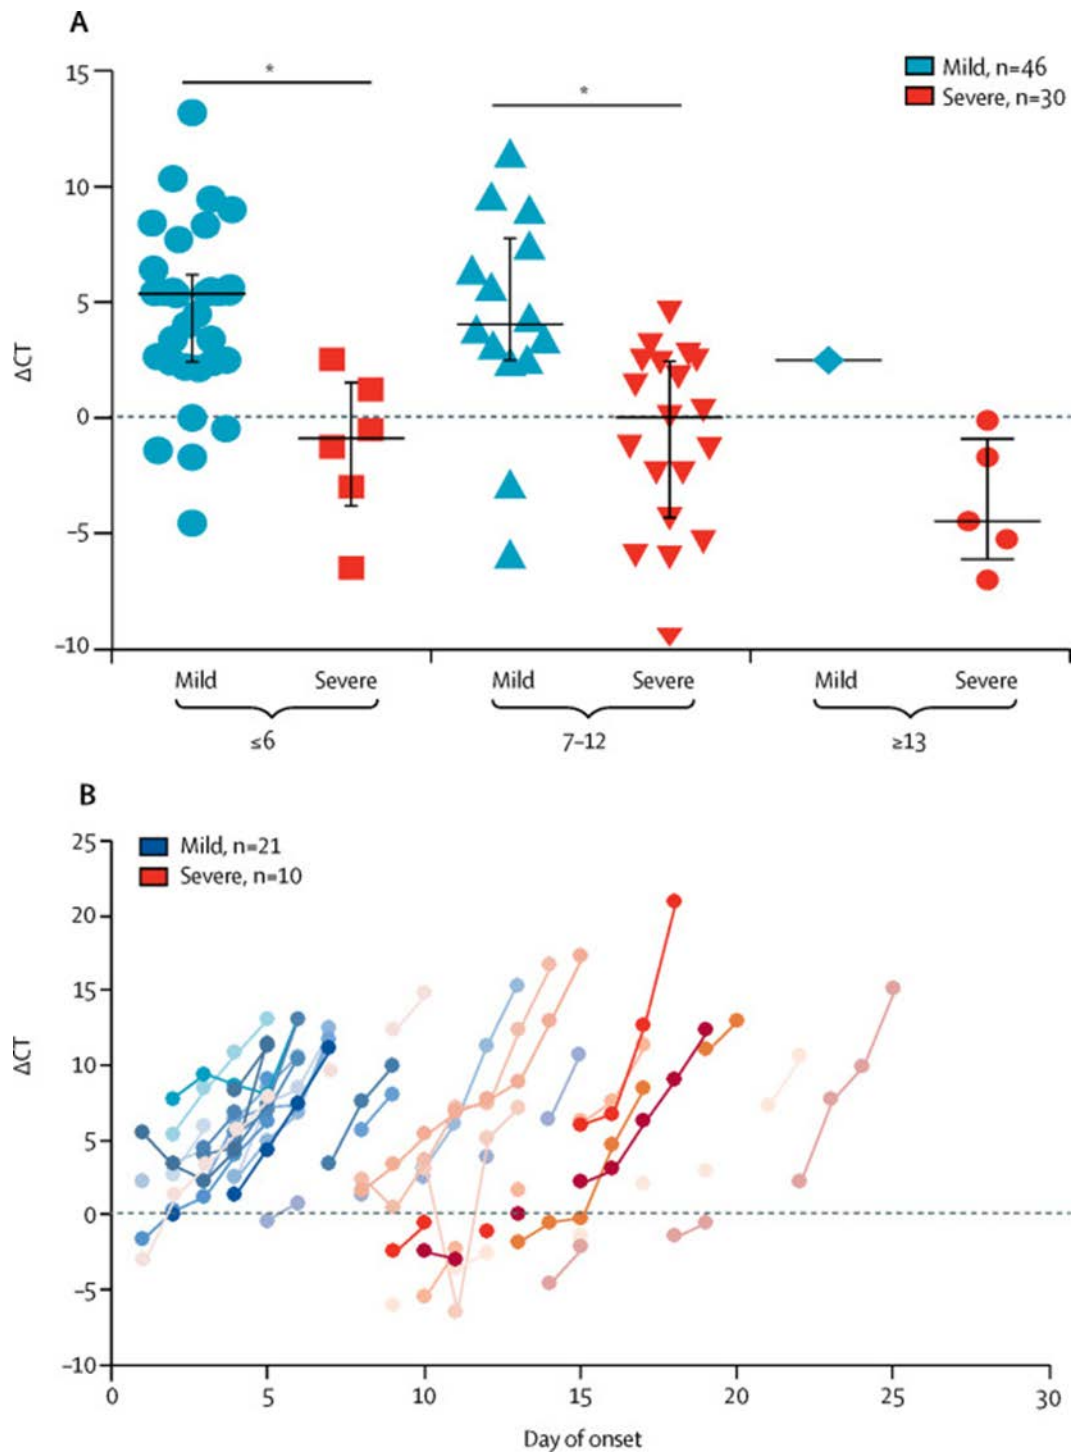 A
15
10
5
0
−5
−10
ΔCT
*
*
Mild, n=46
Severe, n=30
Mild Severe Mild Severe Mild Severe
≤6 7–12 ≥13
B
25
20
15
10
5
0
−5
−10
ΔCT
Mild, n=21
Severe, n=10
0 5 10 15 20 25 30
Day of onset